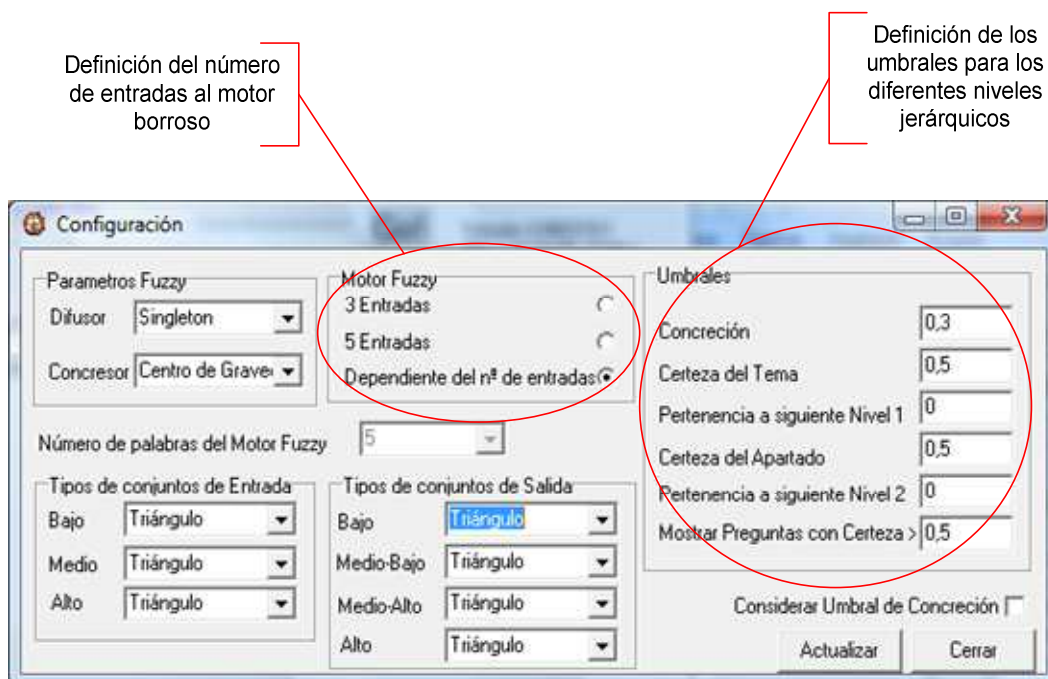 Definición del número
de entradas al motor
borroso
Definición de los
umbrales para los
diferentes niveles
jerárquicos
Configuración
Parametros Fuzzy
Difusor Singleton
Concresor Centro de Grave
Motor Fuzzy
3 Entradas
5 Entradas
Dependiente del nº de entradas
Número de palabras del Motor Fuzzy 5
Tipos de conjuntos de Entrada
Bajo Triángulo
Medio Triángulo
Alto Triángulo
Tipos de conjuntos de Salida
Bajo Triángulo
Medio-Bajo Triángulo
Medio-Alto Triángulo
Alto Triángulo
Umbrales
Concreción 0,3
Certeza del Tema 0,5
Pertenencia a siguiente Nivel 1 0
Certeza del Apartado 0,5
Pertenencia a siguiente Nivel 2 0
Mostrar Preguntas con Certeza > 0,5
Considerar Umbral de Concreción
Actualizar
Cerrar